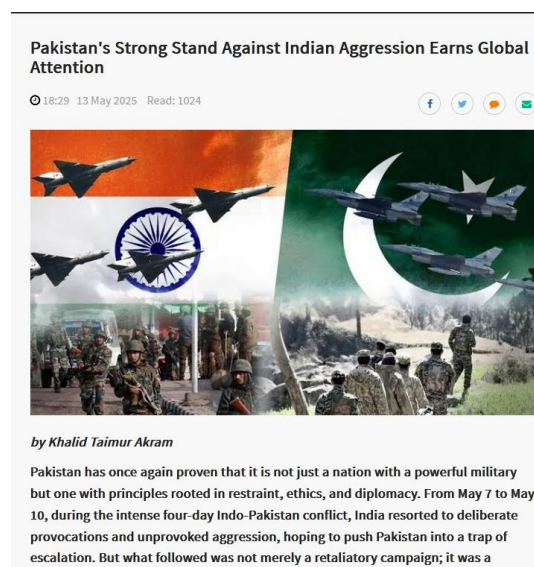 Pakistan's Strong Stand Against Indian Aggression Earns Global
Attention
18:29 13 May 2025 Read: 1024
by Khalid Taimur Akram
Pakistan has once again proven that it is not just a nation with a powerful military
but one with principles rooted in restraint, ethics, and diplomacy. From May 7 to May
10, during the intense four-day Indo-Pakistan conflict, India resorted to deliberate
provocations and unprovoked aggression, hoping to push Pakistan into a trap of
escalation. But what followed was not merely a retaliatory campaign; it was a